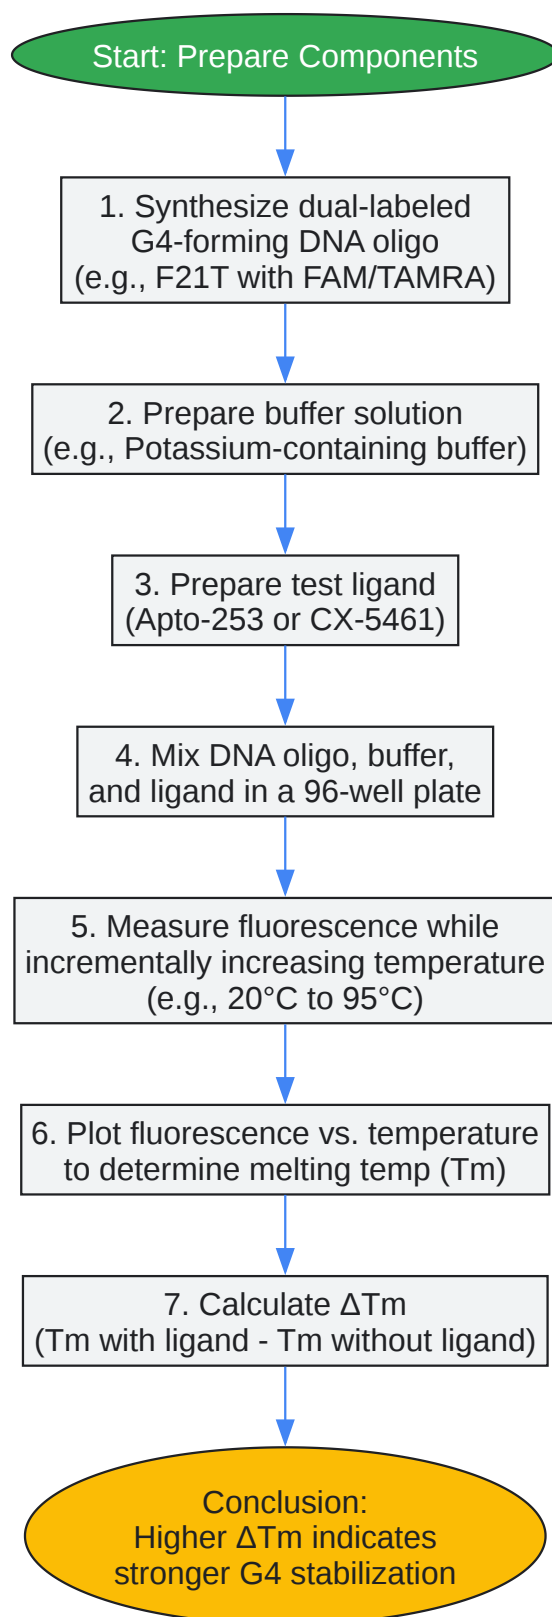 Start: Prepare Components
1. Synthesize dual-labeled
G4-forming DNA oligo
(e.g., F21T with FAM/TAMRA)
2. Prepare buffer solution
(e.g., Potassium-containing buffer)
3. Prepare test ligand
(Apto-253 or CX-5461)
4. Mix DNA oligo, buffer,
and ligand in a 96-well plate
5. Measure fluorescence while
incrementally increasing temperature
(e.g., 20°C to 95°C)
6. Plot fluorescence vs. temperature
to determine melting temp (Tm)
7. Calculate ΔTm
(Tm with ligand - Tm without ligand)
Conclusion:
Higher ΔTm indicates
stronger G4 stabilization